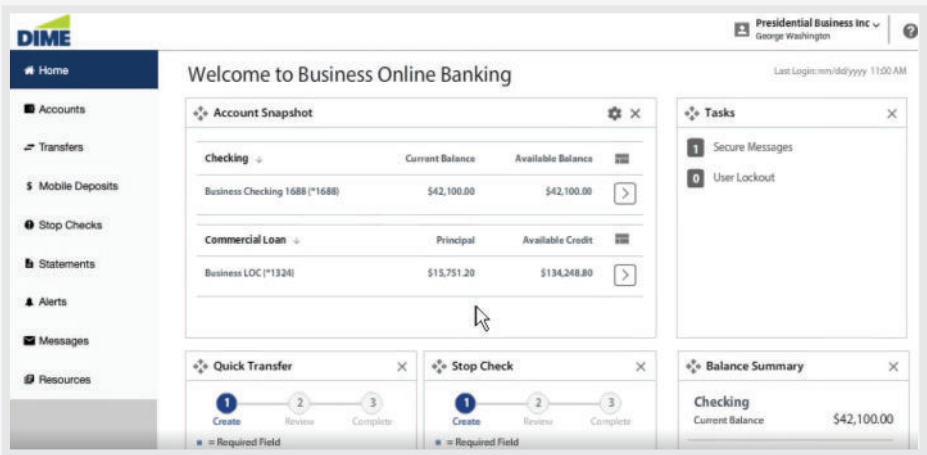 DIME
Presidential Business Inc
George Washington
Home
Accounts
Transfers
Mobile Deposits
Stop Checks
Statements
Alerts
Messages
Resources
Welcome to Business Online Banking
Last Login: mm/dd/yyyy 11:00 AM
Account Snapshot
Checking Current Balance Available Balance
Business Checking 1688 (*1688) $42,100.00 $42,100.00
Commercial Loan Principal Available Credit
Business LOC (*1324) $15,751.20 $134,248.80
Tasks
1 Secure Messages
0 User Lockout
Quick Transfer
1 2 3
Create Review Complete
= Required Field
Stop Check
1 2 3
Create Review Complete
= Required Field
Balance Summary
Checking
Current Balance $42,100.00